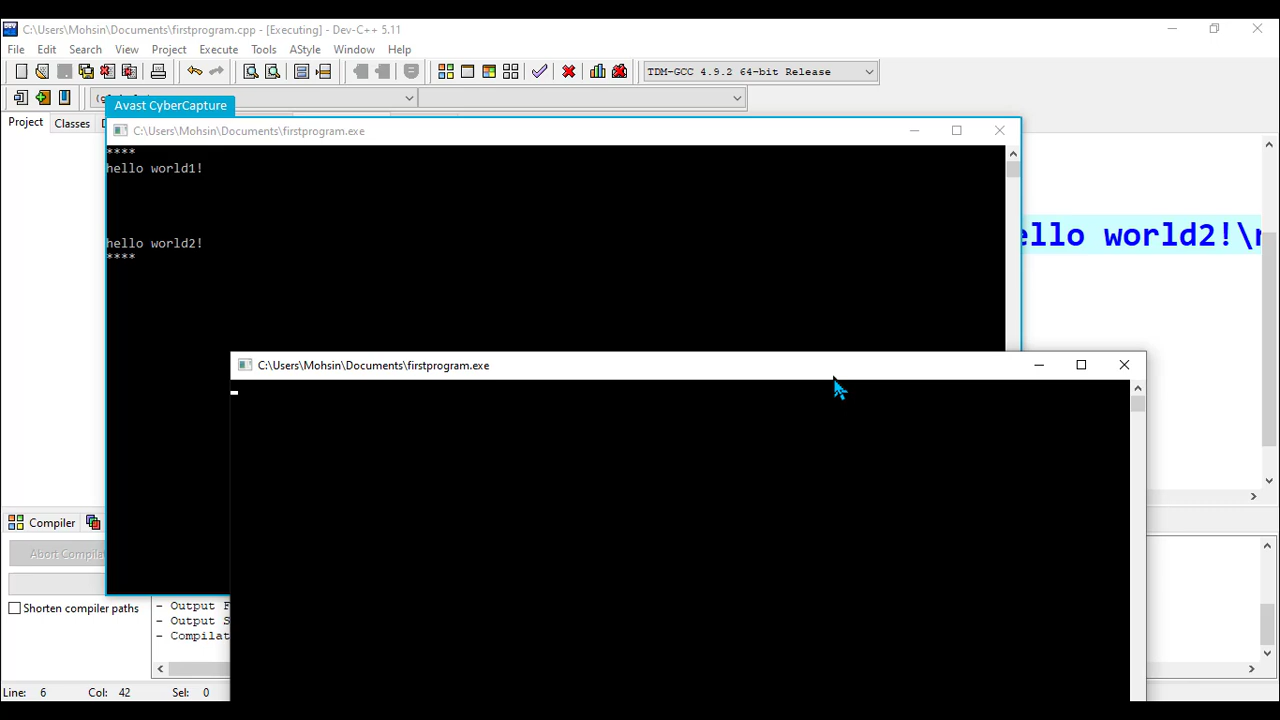 C:\Users\Mohsin\Documents\firstprogram.cpp - [Executing] - Dev-C++ 5.11
File Edit Search View Project Execute Tools AStyle Window Help
TDM-GCC 4.9.2 64-bit Release
Avast CyberCapture
Project Classes
C:\Users\Mohsin\Documents\firstprogram.exe
****
hello world1!
hello world2!
****
ello world2!\n
C:\Users\Mohsin\Documents\firstprogram.exe
Compiler
Abort Compila
Shorten compiler paths
- Output F
- Output S
- Compilat
Line: 6 Col: 42 Sel: 0